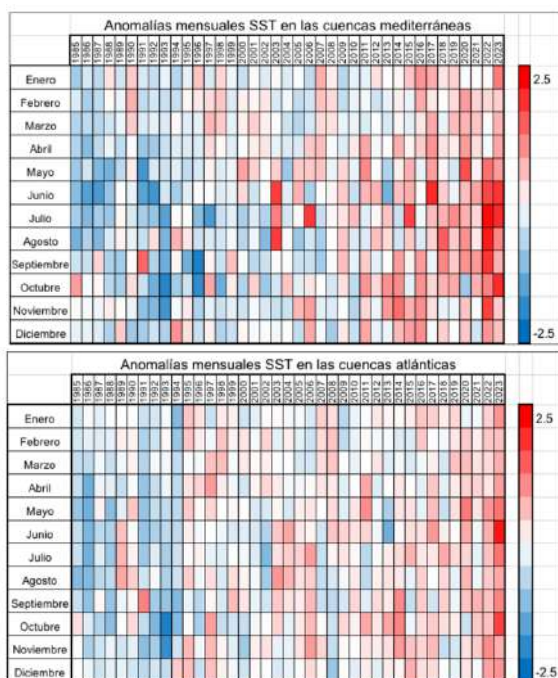 Anomalías mensuales SST en las cuencas mediterráneas
1985 1986 1987 1988 1989 1990 1991 1992 1993 1994 1995 1996 1997 1998 1999 2000 2001 2002 2003 2004 2005 2006 2007 2008 2009 2010 2011 2012 2013 2014 2015 2016 2017 2018 2019 2020 2021 2022 2023
Enero
2.5
Febrero
Marzo
Abril
Mayo
Junio
Julio
Agosto
Septiembre
Octubre
Noviembre
Diciembre
-2.5
Anomalías mensuales SST en las cuencas atlánticas
1985 1986 1987 1988 1989 1990 1991 1992 1993 1994 1995 1996 1997 1998 1999 2000 2001 2002 2003 2004 2005 2006 2007 2008 2009 2010 2011 2012 2013 2014 2015 2016 2017 2018 2019 2020 2021 2022 2023
Enero
2.5
Febrero
Marzo
Abril
Mayo
Junio
Julio
Agosto
Septiembre
Octubre
Noviembre
Diciembre
-2.5